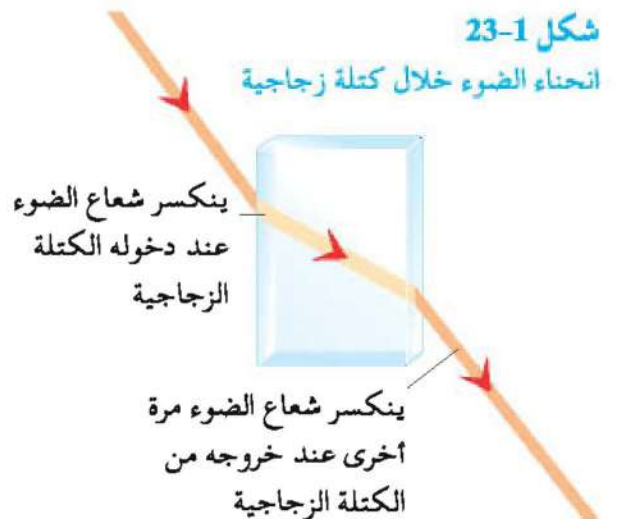 شكل 1-23
انحناء الضوء خلال كتلة زجاجية
ينكسر شعاع الضوء
عند دخوله الكتلة
الزجاجية
ينكسر شعاع الضوء مرة
أخرى عند خروجه من
الكتلة الزجاجية